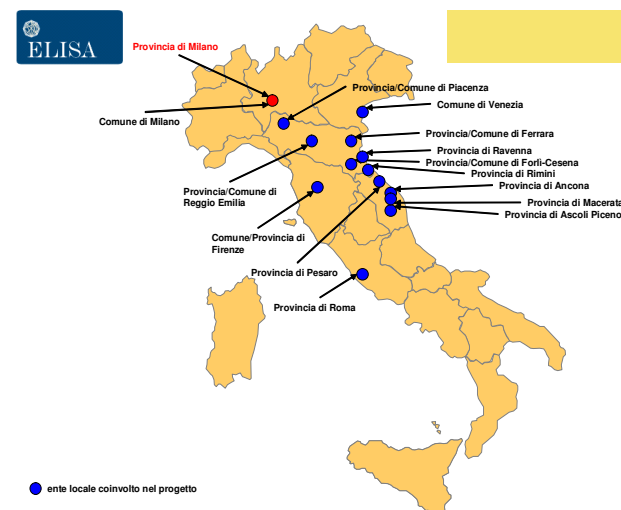 ELISA
Provincia di Milano
Provincia/Comune di Piacenza
Comune di Venezia
Comune di Milano
Provincia/Comune di Ferrara
Provincia di Ravenna
Provincia/Comune di Forlì-Cesena
Provincia di Rimini
Provincia di Ancona
Provincia/Comune di
Reggio Emilia
Provincia di Macerata
Provincia di Ascoli Piceno
Comune/Provincia di
Firenze
Provincia di Pesaro
Provincia di Roma
ente locale coinvolto nel progetto